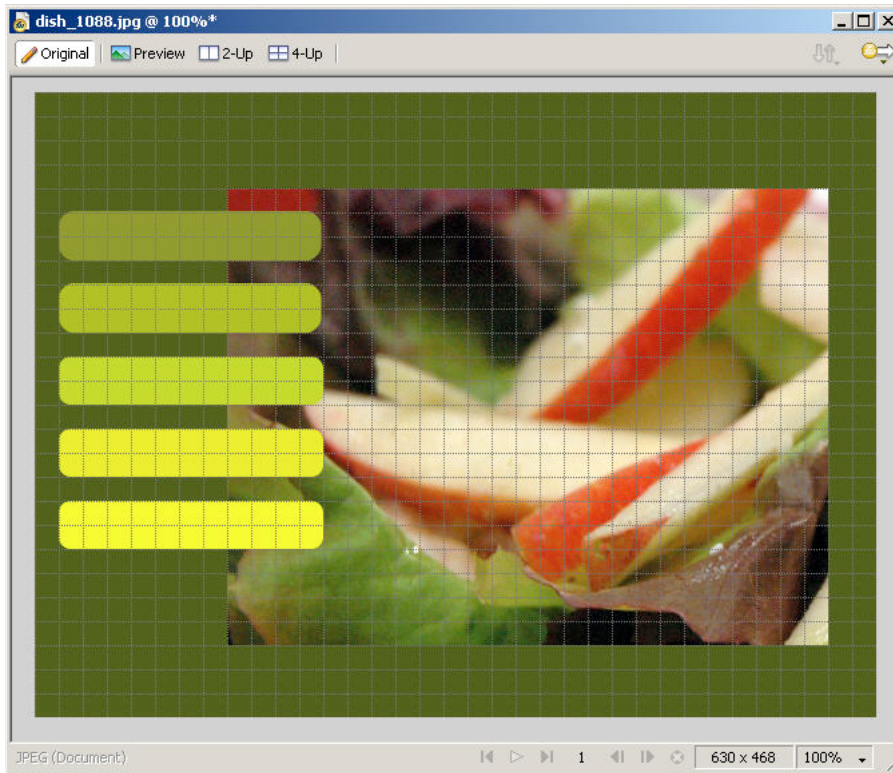 dish_1088.jpg @ 100%*
Original Preview 2-Up 4-Up
JPEG (Document) 1 630 x 468 100%